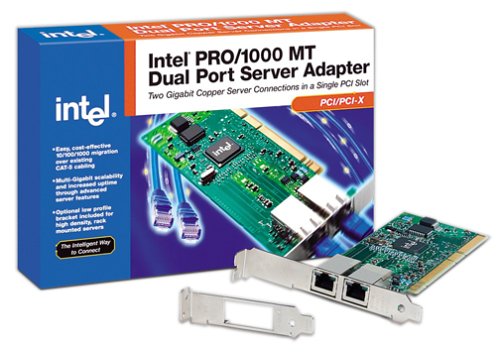 Intel® PRO/1000 MT
Dual Port Server Adapter
Two Gigabit Copper Server Connections in a Single PCI Slot
PCI/PCI-X
intel®
• Easy, cost-effective
10/100/1000 migration
over existing
CAT-5 cabling
• Multi-Gigabit scalability
and increased uptime
through advanced
server features
• Optional low profile
bracket included for
high density, rack
mounted servers
The Intelligent Way
to Connect
intel